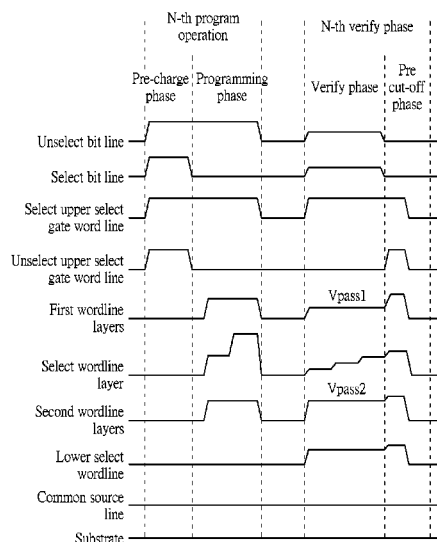 N-th program
operation
N-th verify phase
Pre-charge
phase
Programming
phase
Verify phase
Pre
cut-off
phase
Unselect bit line
Select bit line
Select upper select
gate word line
Unselect upper select
gate word line
First wordline
layers
Vpass1
Select wordline
layer
Vpass2
Second wordline
layers
Lower select
wordline
Common source
line
Substrate